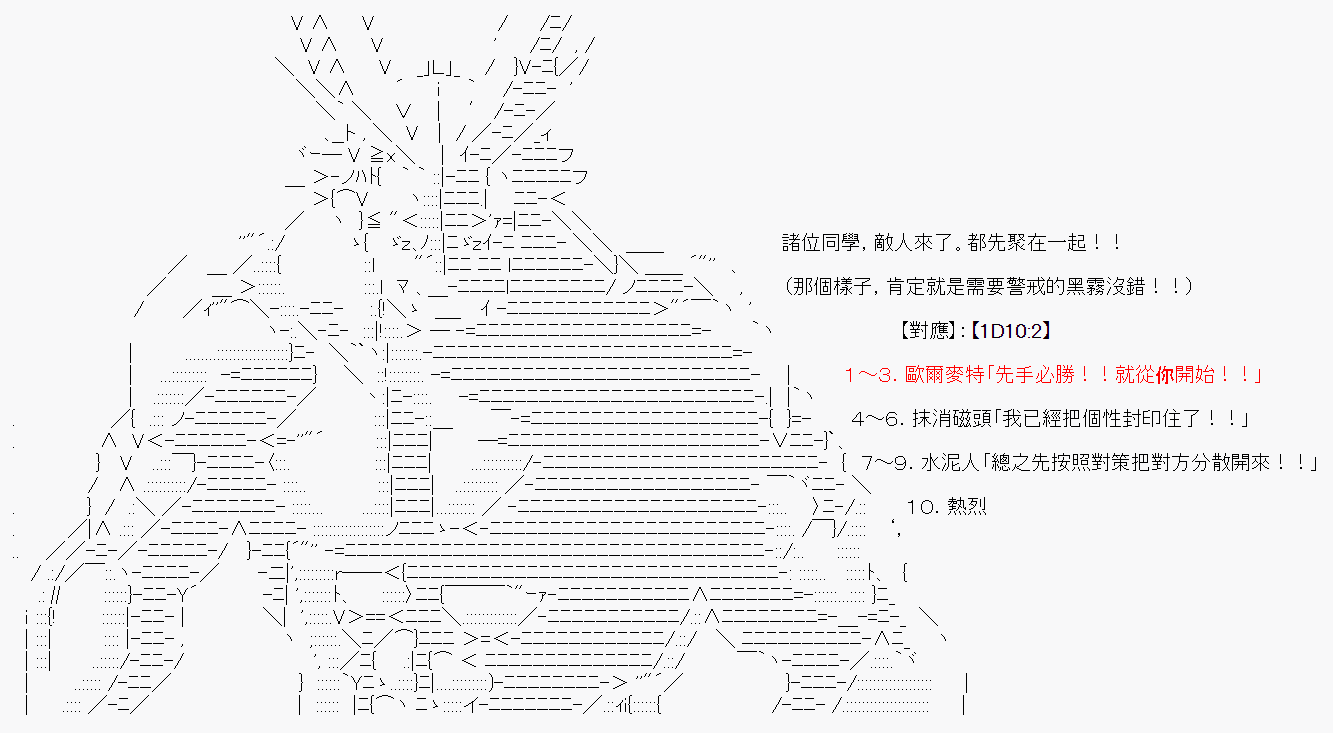 諸位同學, 敵人來了。都先聚在一起！！
（那個樣子, 肯定就是需要警戒的黑霧沒錯！！）
【對應】:【1D10:2】
１～３. 歐爾麥特「先手必勝！！就從你開始！！」
４～６. 抹消磁頭「我已經把個性封印住了！！」
７～９. 水泥人「總之先按照對策把對方分散開來！！」
１０. 熱烈